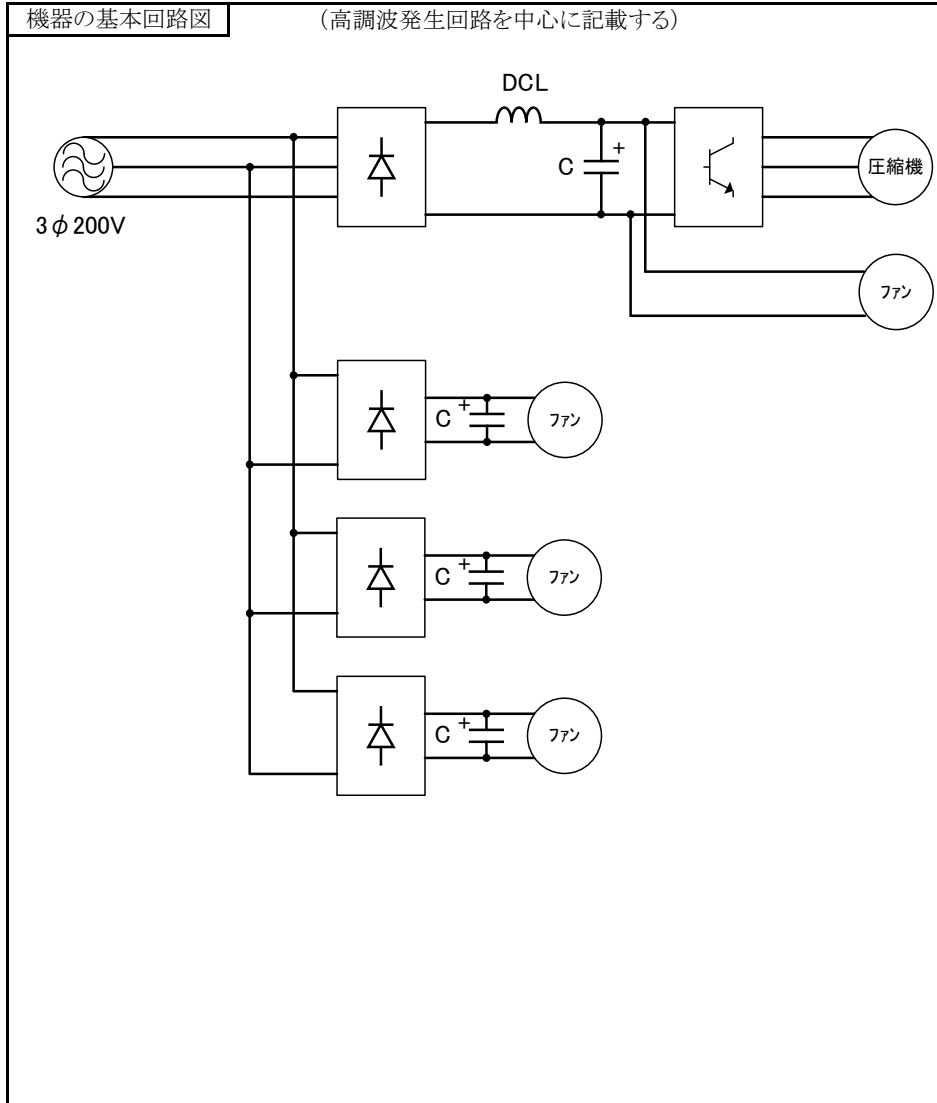 機器の基本回路図 (高調波発生回路を中心に記載する)
DCL
C +
圧縮機
3φ200V
ファン
C + ファン
C + ファン
C + ファン